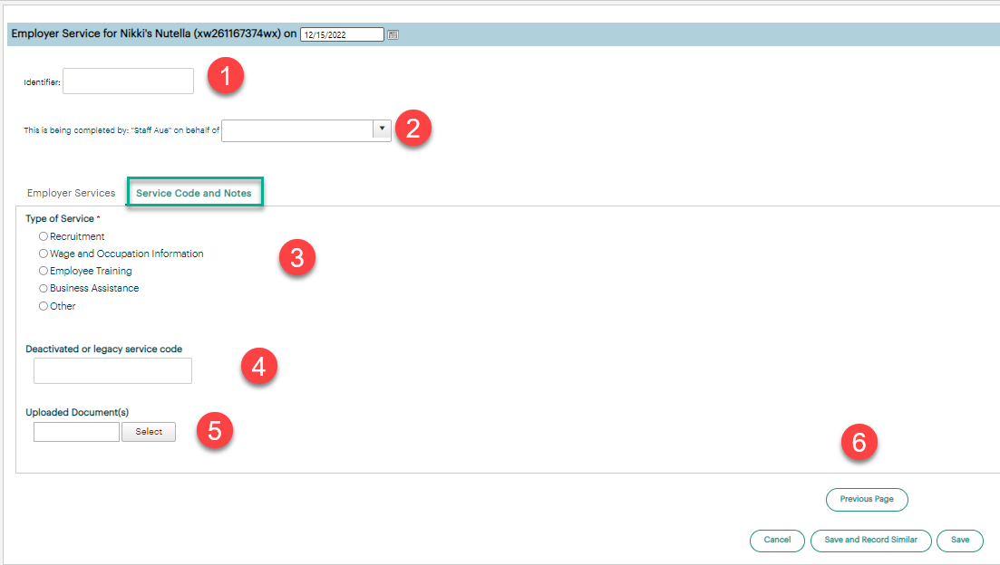 Employer Service for Nikki's Nutella (xw261167374wx) on 12/15/2022
Identifier: 1
This is being completed by: "Staff Aue" on behalf of 2
Employer Services Service Code and Notes
Type of Service *
Recruitment
Wage and Occupation Information
3
Employee Training
Business Assistance
Other
Deactivated or legacy service code
4
Uploaded Document(s)
Select 5
6
Previous Page
Cancel Save and Record Similar Save